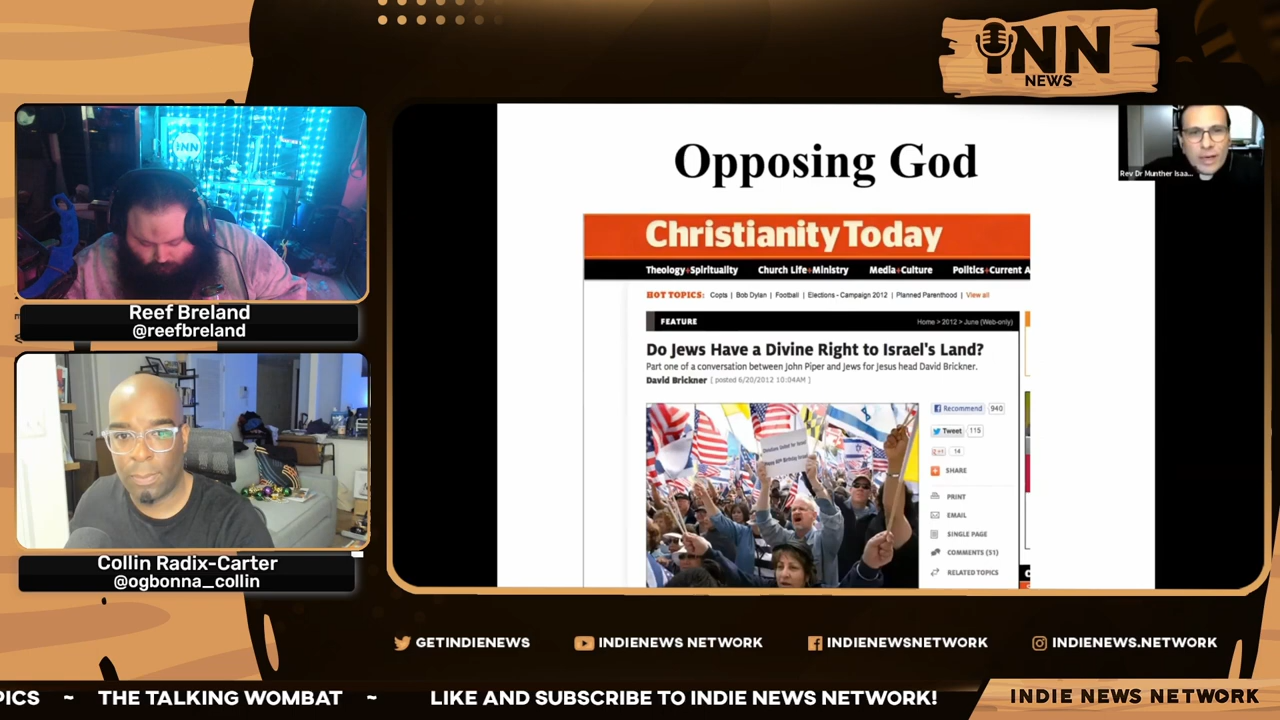 iNN
NEWS
iNN
Opposing God
Rev Dr Munther Isaa...
ChristianityToday
Theology+Spirituality Church Life+Ministry Media+Culture Politics+Current A
HOT TOPICS: Copts | Bob Dylan | Football | Elections - Campaign 2012 | Planned Parenthood | View all
FEATURE Home > 2012 > June (Web-only)
Do Jews Have a Divine Right to Israel's Land?
Part one of a conversation between John Piper and Jews for Jesus head David Brickner.
David Brickner [ posted 6/20/2012 10:04AM ]
Recommend 940
Tweet 115
14
SHARE
PRINT
EMAIL
SINGLE PAGE
COMMENTS (51)
RELATED TOPICS
Reef Breland
@reefbreland
Collin Radix-Carter
@ogbonna_collin
GETINDIENEWS INDIENEWS NETWORK INDIENEWSNETWORK INDIENEWS.NETWORK
PICS ~ THE TALKING WOMBAT ~ LIKE AND SUBSCRIBE TO INDIE NEWS NETWORK!
INDIE NEWS NETWORK